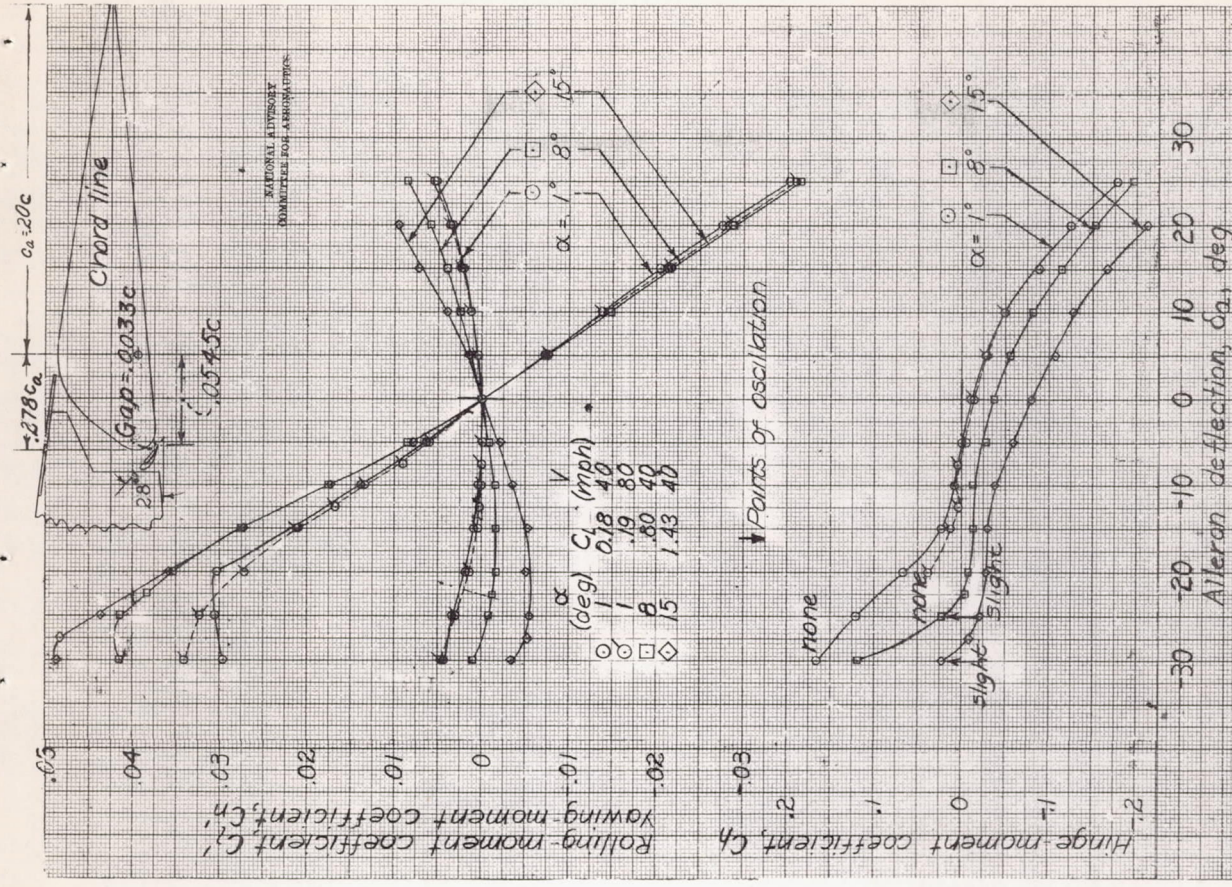 cₐ=.20c
.278cₐ
Chord line
Gap=.0033c
.0545c
28°
NATIONAL ADVISORY
COMMITTEE FOR AERONAUTICS
.05
.04
.03
.02
.01
0
-.01
-.02
-.03
Rolling-moment coefficient, Cl'
Yawing-moment coefficient, Cn'
α = 1° 8° 15°
α (deg) CL V (mph)
1 0.18 40
1 .19 80
8 .80 40
15 1.43 40
Points of oscillation
.2
.1
.0
-.1
-.2
Hinge-moment coefficient, Ch
none
none
slight
slight
α = 1° 8° 15°
-30 -20 -10 0 10 20 30
Aileron deflection, δa, deg